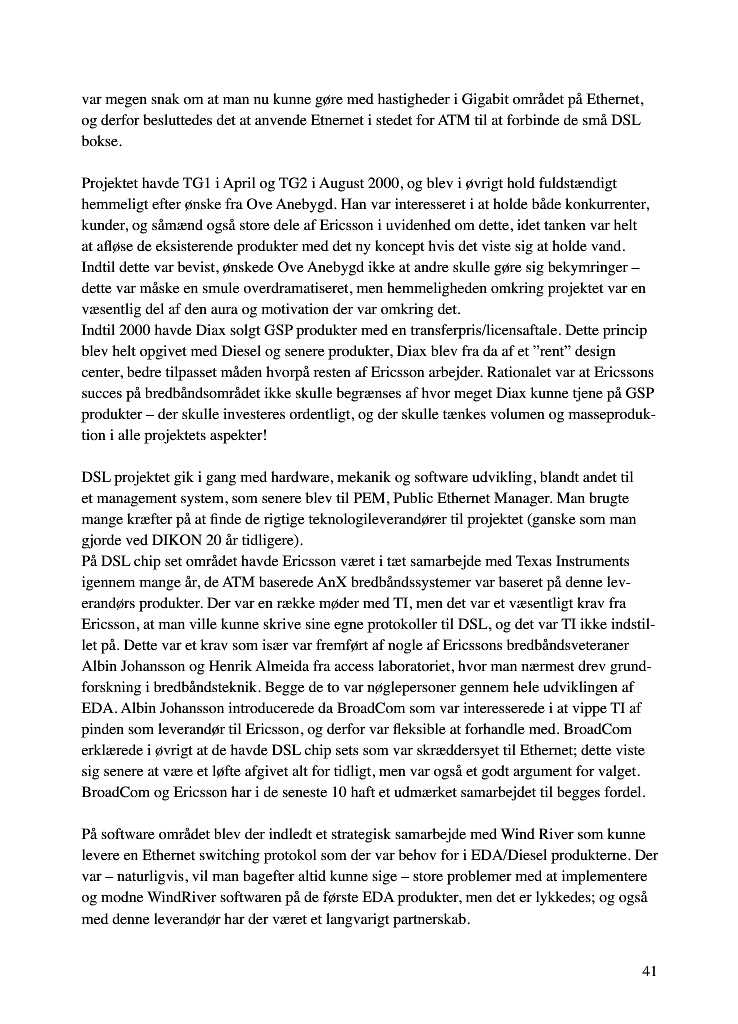 var megen snak om at man nu kunne gøre med hastigheder i Gigabit området på Ethernet,
og derfor besluttedes det at anvende Etnernet i stedet for ATM til at forbinde de små DSL
bokse.
Projektet havde TG1 i April og TG2 i August 2000, og blev i øvrigt hold fuldstændigt
hemmeligt efter ønske fra Ove Anebygd. Han var interesseret i at holde både konkurrenter,
kunder, og såmænd også store dele af Ericsson i uvidenhed om dette, idet tanken var helt
at afløse de eksisterende produkter med det ny koncept hvis det viste sig at holde vand.
Indtil dette var bevist, ønskede Ove Anebygd ikke at andre skulle gøre sig bekymringer –
dette var måske en smule overdramatiseret, men hemmeligheden omkring projektet var en
væsentlig del af den aura og motivation der var omkring det.
Indtil 2000 havde Diax solgt GSP produkter med en transferpris/licensaftale. Dette princip
blev helt opgivet med Diesel og senere produkter, Diax blev fra da af et ”rent” design
center, bedre tilpasset måden hvorpå resten af Ericsson arbejder. Rationalet var at Ericssons
succes på bredbåndsområdet ikke skulle begrænses af hvor meget Diax kunne tjene på GSP
produkter – der skulle investeres ordentligt, og der skulle tænkes volumen og masseproduk-
tion i alle projektets aspekter!
DSL projektet gik i gang med hardware, mekanik og software udvikling, blandt andet til
et management system, som senere blev til PEM, Public Ethernet Manager. Man brugte
mange kræfter på at finde de rigtige teknologileverandører til projektet (ganske som man
gjorde ved DIKON 20 år tidligere).
På DSL chip set området havde Ericsson været i tæt samarbejde med Texas Instruments
igennem mange år, de ATM baserede AnX bredbåndssystemer var baseret på denne lev-
erandørs produkter. Der var en række møder med TI, men det var et væsentligt krav fra
Ericsson, at man ville kunne skrive sine egne protokoller til DSL, og det var TI ikke indstil-
let på. Dette var et krav som især var fremført af nogle af Ericssons bredbåndsveteraner
Albin Johansson og Henrik Almeida fra access laboratoriet, hvor man nærmest drev grund-
forskning i bredbåndsteknik. Begge de to var nøglepersoner gennem hele udviklingen af
EDA. Albin Johansson introducerede da BroadCom som var interesserede i at vippe TI af
pinden som leverandør til Ericsson, og derfor var fleksible at forhandle med. BroadCom
erklærede i øvrigt at de havde DSL chip sets som var skræddersyet til Ethernet; dette viste
sig senere at være et løfte afgivet alt for tidligt, men var også et godt argument for valget.
BroadCom og Ericsson har i de seneste 10 haft et udmærket samarbejdet til begges fordel.
På software området blev der indledt et strategisk samarbejde med Wind River som kunne
levere en Ethernet switching protokol som der var behov for i EDA/Diesel produkterne. Der
var – naturligvis, vil man bagefter altid kunne sige – store problemer med at implementere
og modne WindRiver softwaren på de første EDA produkter, men det er lykkedes; og også
med denne leverandør har der været et langvarigt partnerskab.
41